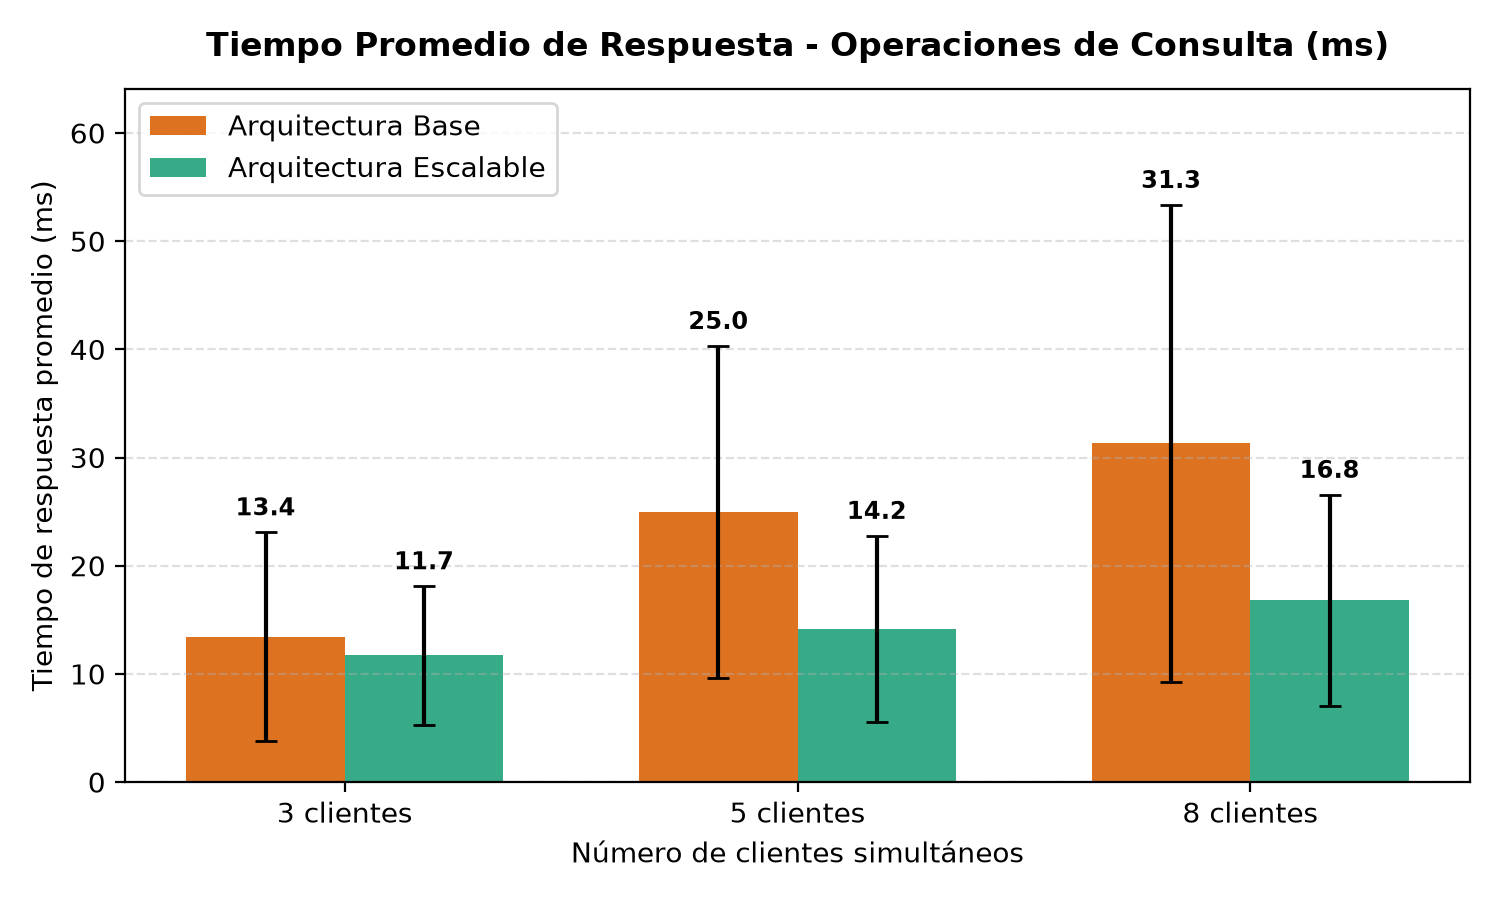 Tiempo Promedio de Respuesta - Operaciones de Consulta (ms)
Arquitectura Base
Arquitectura Escalable
Tiempo de respuesta promedio (ms)
60
50
40
30
20
10
0
13.4
11.7
25.0
14.2
31.3
16.8
3 clientes
5 clientes
8 clientes
Número de clientes simultáneos